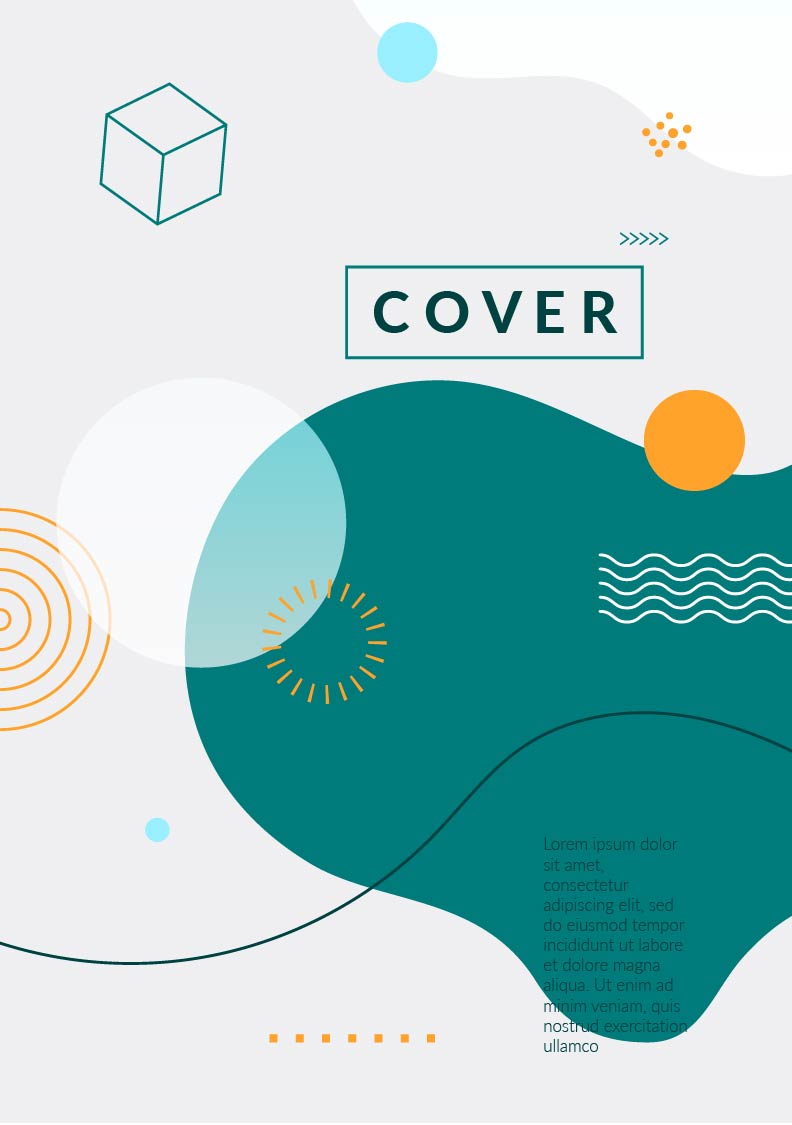 >>>>>
COVER
Lorem ipsum dolor
sit amet,
consectetur
adipiscing elit, sed
do eiusmod tempor
incididunt ut labore
et dolore magna
aliqua. Ut enim ad
minim veniam, quis
nostrud exercitation
ullamco